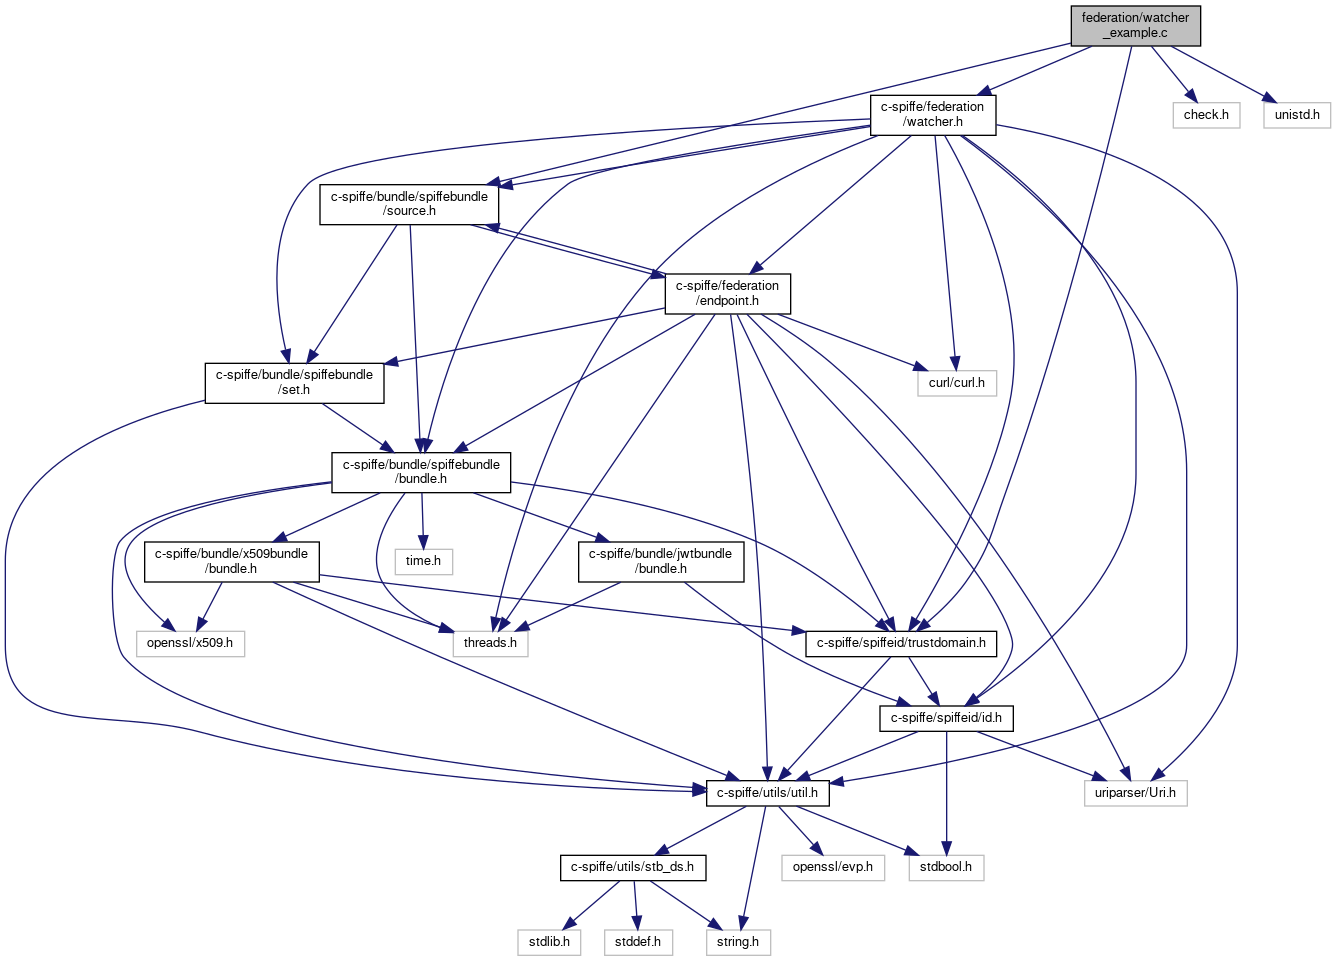 federation/watcher
_example.c
c-spiffe/federation
/watcher.h
check.h
unistd.h
c-spiffe/bundle/spiffebundle
/source.h
c-spiffe/federation
/endpoint.h
c-spiffe/bundle/spiffebundle
/set.h
curl/curl.h
c-spiffe/bundle/spiffebundle
/bundle.h
c-spiffe/bundle/x509bundle
/bundle.h
time.h
c-spiffe/bundle/jwtbundle
/bundle.h
openssl/x509.h
threads.h
c-spiffe/spiffeid/trustdomain.h
c-spiffe/spiffeid/id.h
c-spiffe/utils/util.h
uriparser/Uri.h
c-spiffe/utils/stb_ds.h
openssl/evp.h
stdbool.h
stdlib.h
stddef.h
string.h